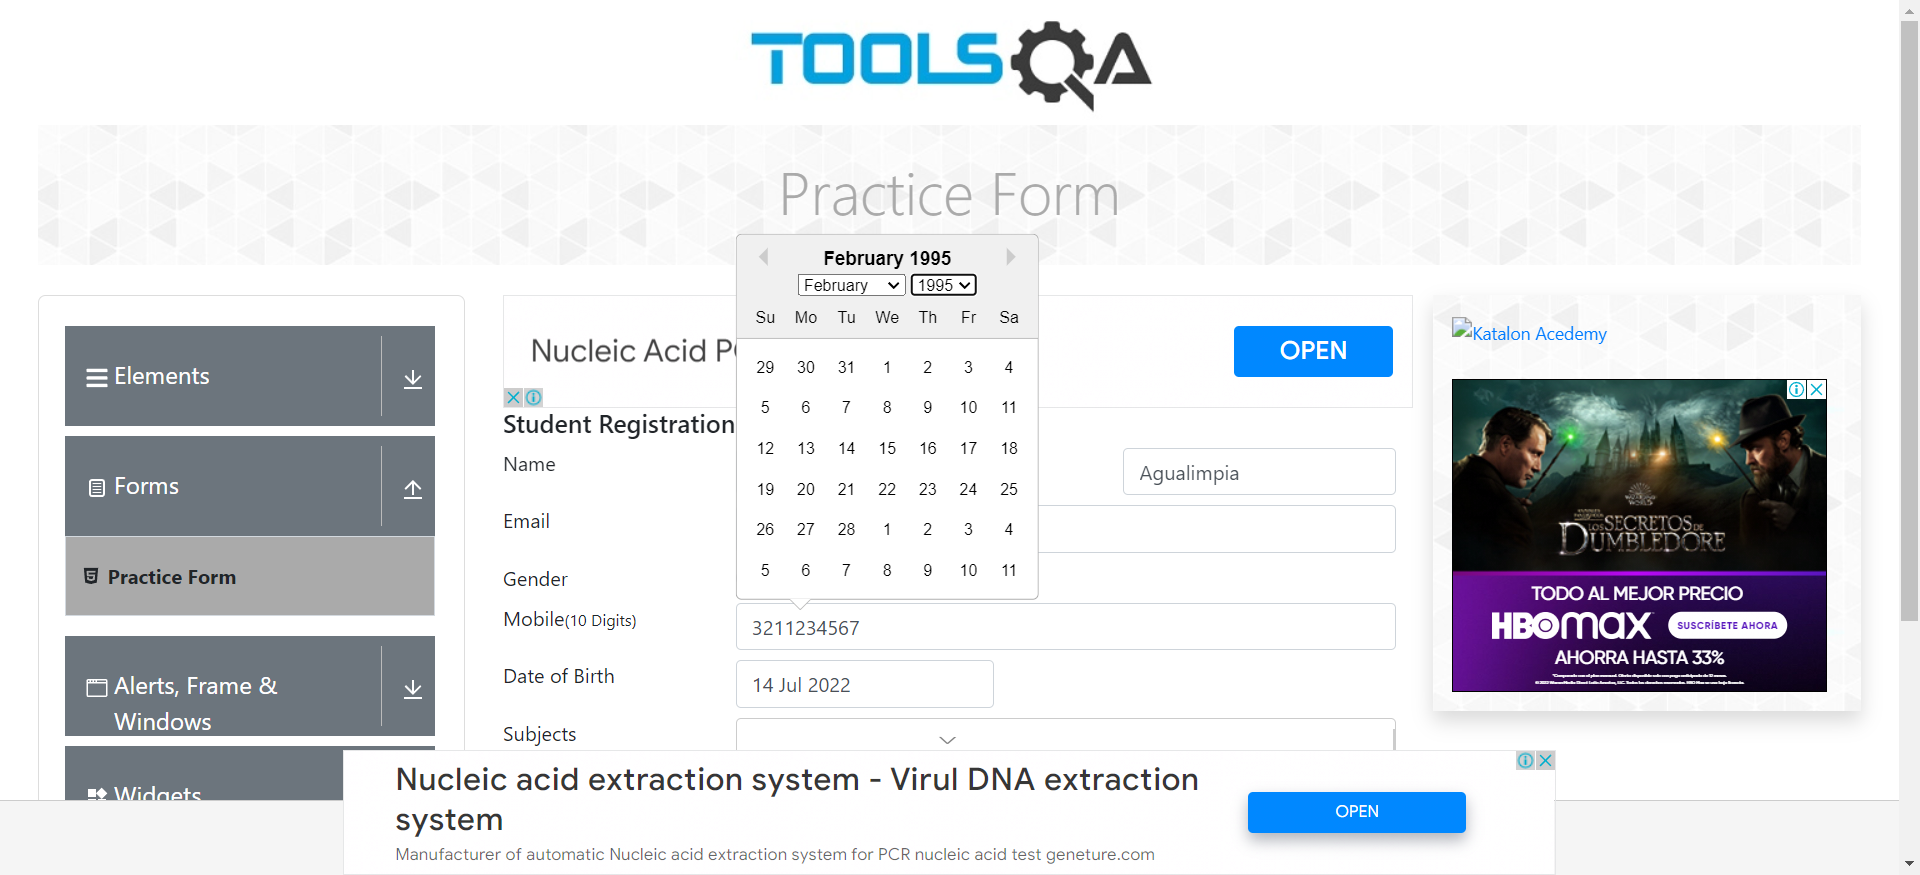 TOOLSQA
Practice Form
February 1995
February 1995
Su Mo Tu We Th Fr Sa
29 30 31 1 2 3 4
5 6 7 8 9 10 11
12 13 14 15 16 17 18
19 20 21 22 23 24 25
26 27 28 1 2 3 4
5 6 7 8 9 10 11
Elements
Forms
Practice Form
Alerts, Frame &
Windows
Widgets
Nucleic Acid P
OPEN
Student Registration
Name
Agualimpia
Email
Gender
Mobile(10 Digits)
3211234567
Date of Birth
14 Jul 2022
Subjects
Katalon Acedemy
WIZARDING
WORLD
LOS SECRETOS DE
DUMBLEDORE
TODO AL MEJOR PRECIO
HBOmax
SUSCRÍBETE AHORA
AHORRA HASTA 33%
Nucleic acid extraction system - Virul DNA extraction
system
Manufacturer of automatic Nucleic acid extraction system for PCR nucleic acid test geneture.com
OPEN